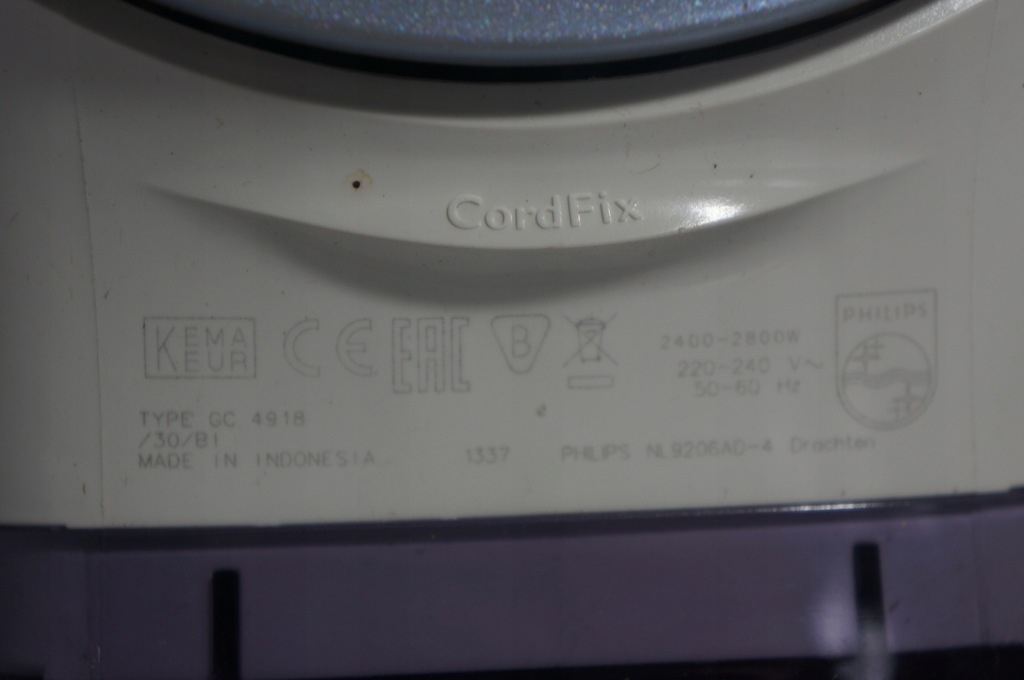 CordFix
KEMA
KEUR
CE
EAC
B
2400-2800W
220-240 V~
50-60 Hz
PHILIPS
TYPE GC 4918
/30/B1
MADE IN INDONESIA
1337
PHILIPS NL9206AD-4 Drachten